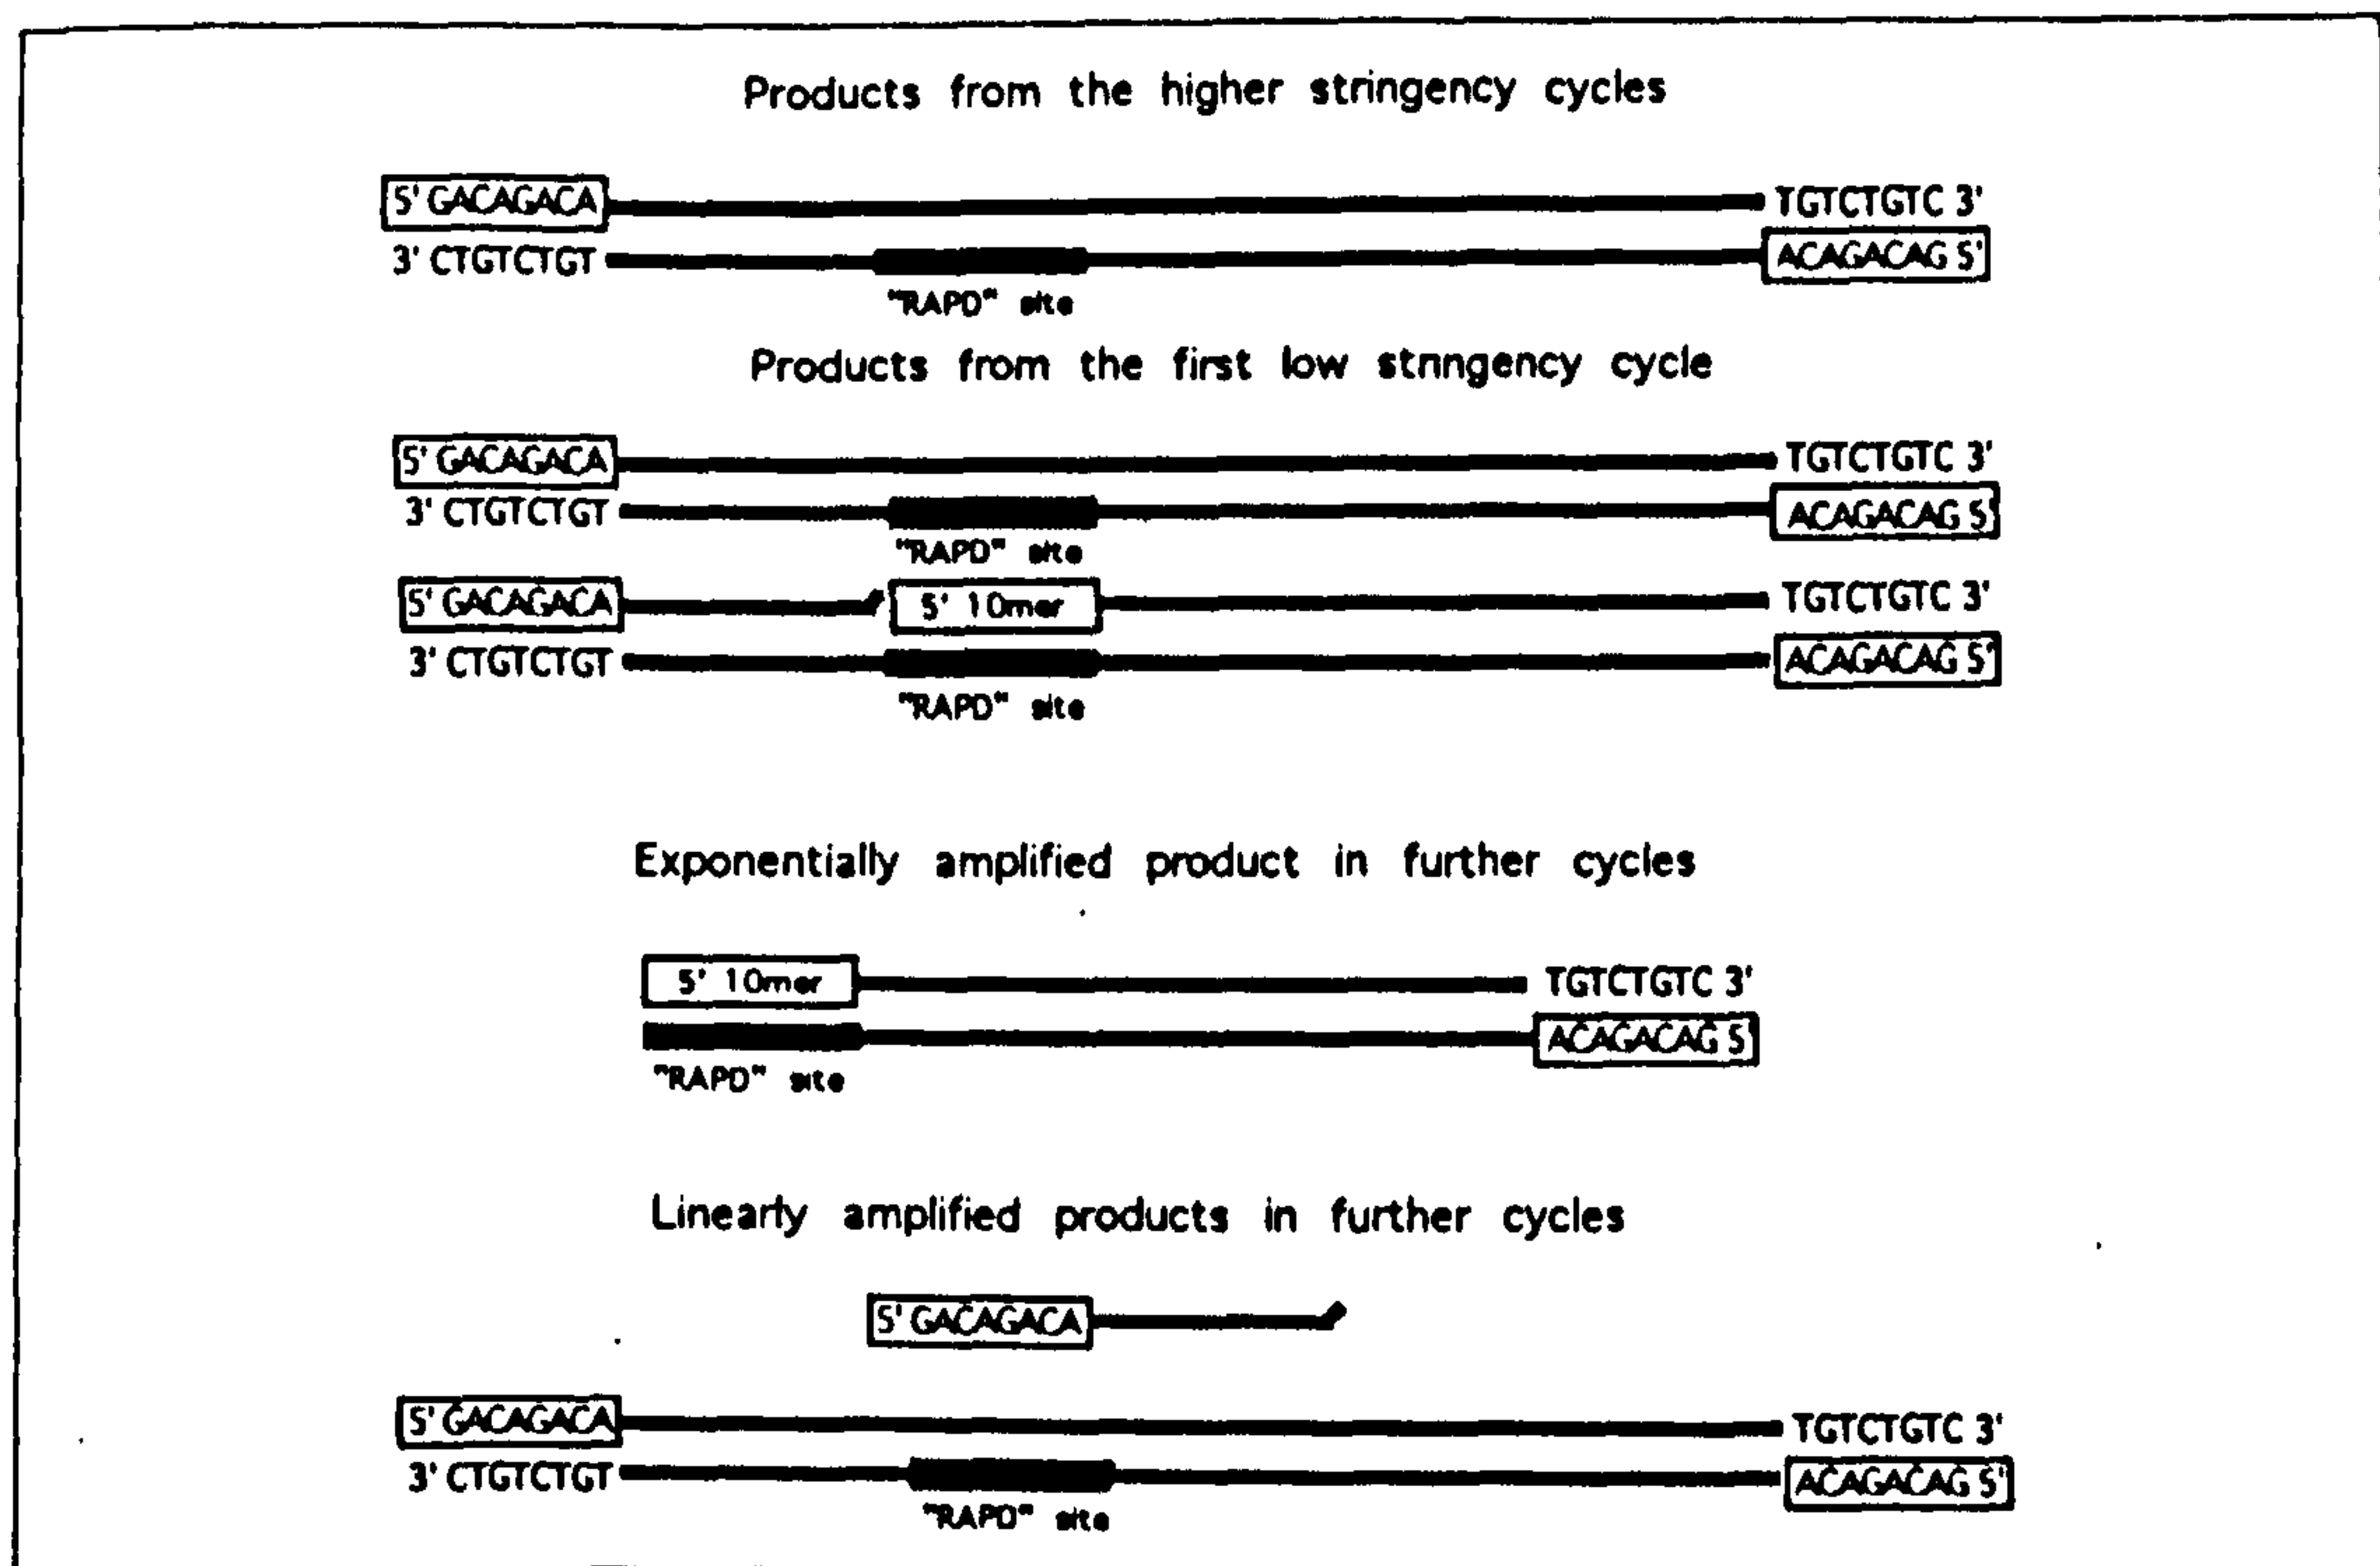 Products from the higher stringency cycles
5' GACAGACA TGTCTGTC 3'
3' CTGTCTGT ACAGACAG 5'
"RAPD" site
Products from the first low stringency cycle
5' GACAGACA TGTCTGTC 3'
3' CTGTCTGT ACAGACAG 5'
"RAPD" site
5' GACAGACA 5' 10mer TGTCTGTC 3'
3' CTGTCTGT ACAGACAG 5'
"RAPD" site
Exponentially amplified product in further cycles
5' 10mer TGTCTGTC 3'
ACAGACAG 5
"RAPD" site
Linearly amplified products in further cycles
5' GACAGACA
5' GACAGACA TGTCTGTC 3'
3' CTGTCTGT ACAGACAG 5'
"RAPD" site